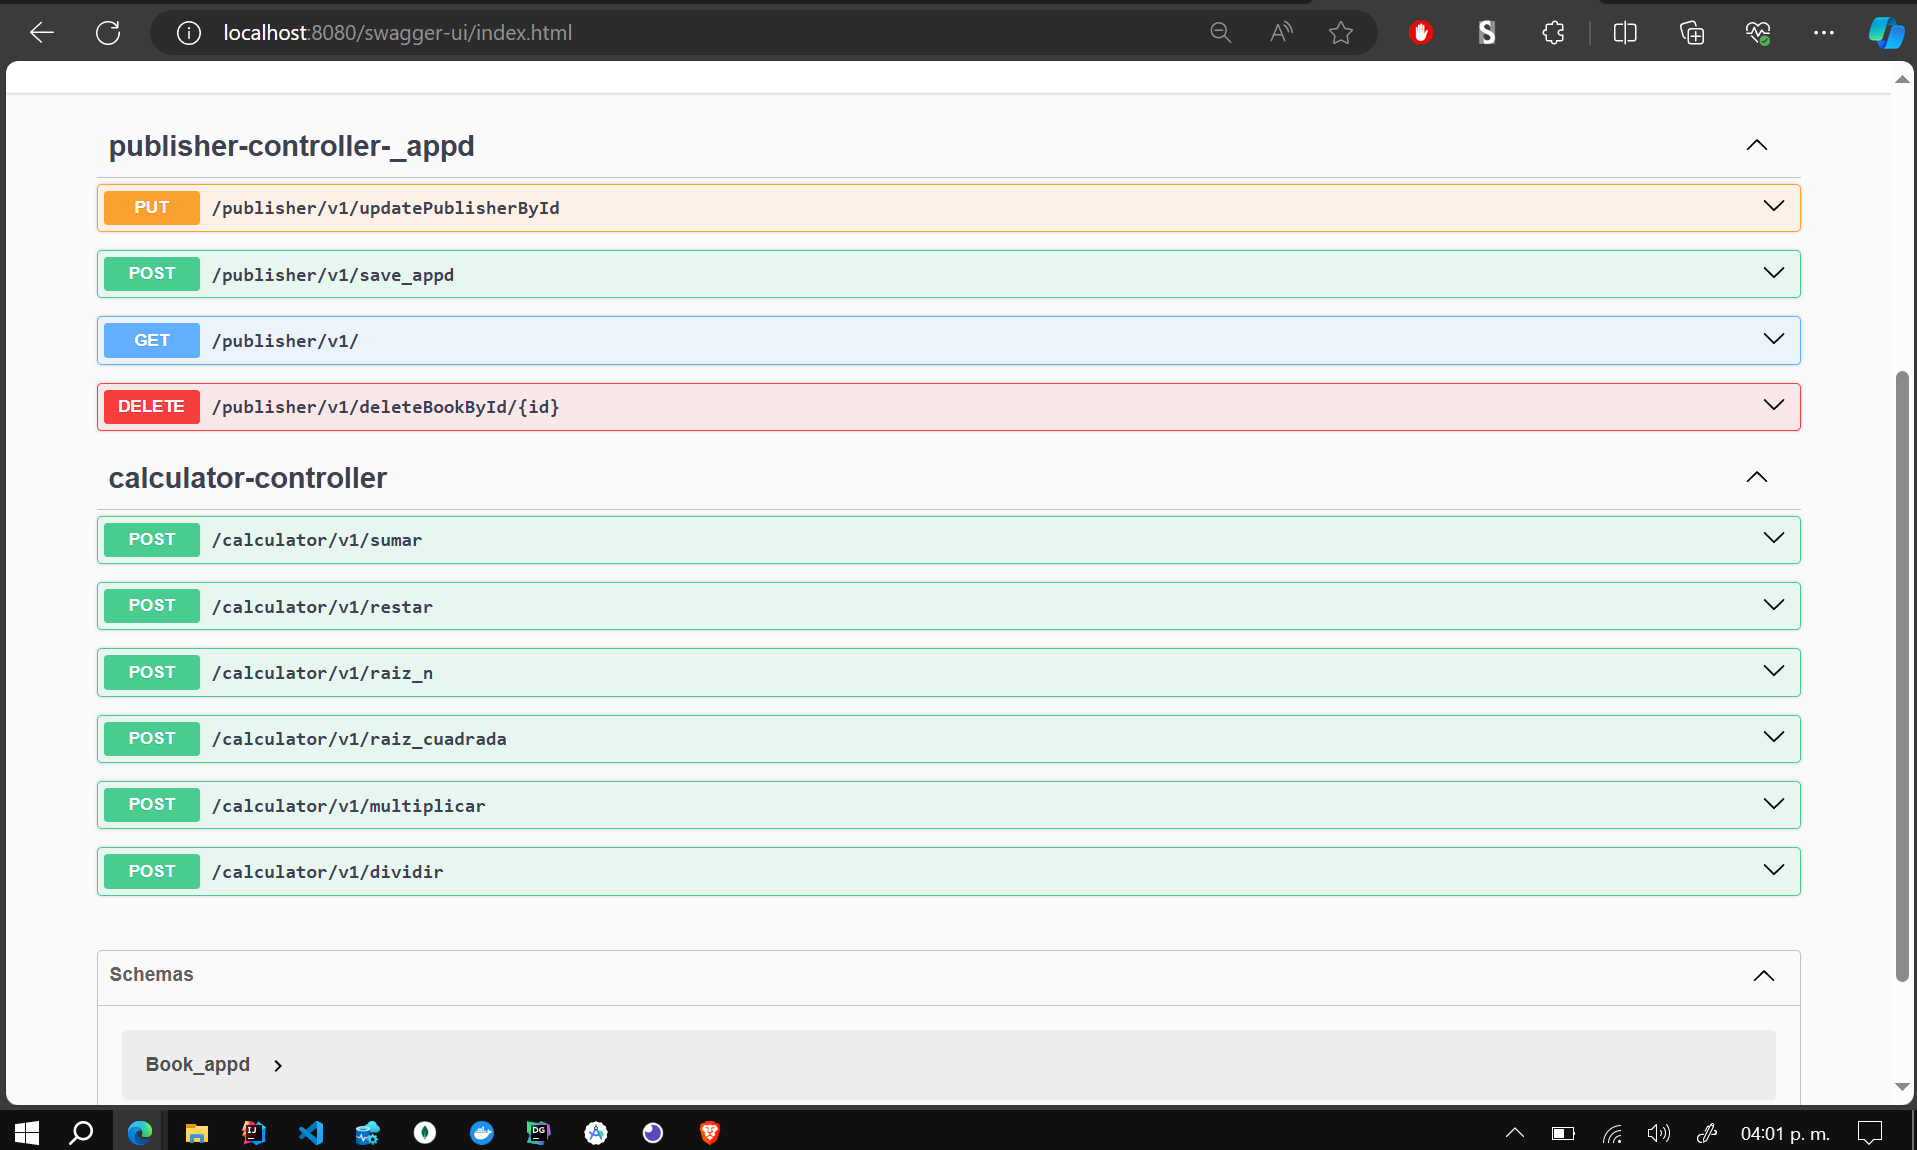 localhost:8080/swagger-ui/index.html
publisher-controller-_appd
PUT /publisher/v1/updatePublisherById
POST /publisher/v1/save_appd
GET /publisher/v1/
DELETE /publisher/v1/deleteBookById/{id}
calculator-controller
POST /calculator/v1/sumar
POST /calculator/v1/restar
POST /calculator/v1/raiz_n
POST /calculator/v1/raiz_cuadrada
POST /calculator/v1/multiplicar
POST /calculator/v1/dividir
Schemas
Book_appd
04:01 p. m.